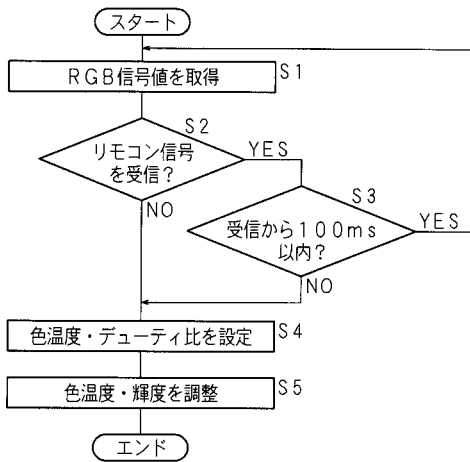 スタート
RGB信号値を取得
S1
S2
リモコン信号
を受信?
YES
NO
S3
受信から100ms
以内?
YES
NO
色温度・デューティ比を設定
S4
色温度・輝度を調整
S5
エンド